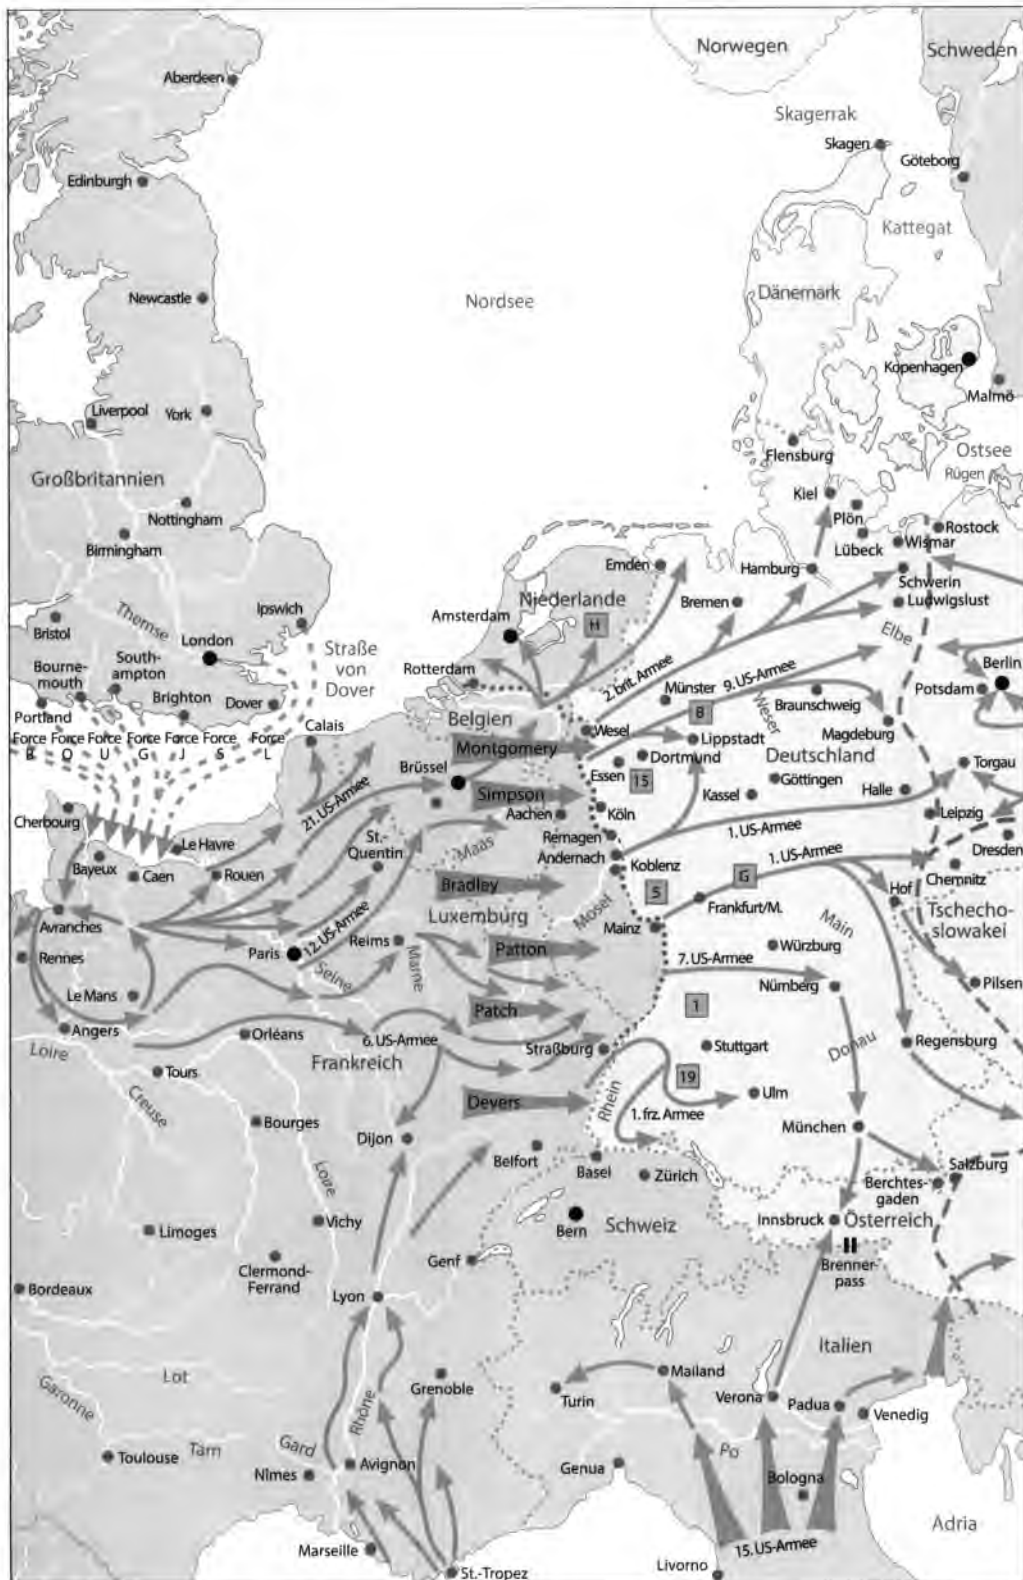 Norwegen
Schweden
Aberdeen
Skagerrak
Skagen
Göteborg
Edinburgh
Kattegat
Newcastle
Nordsee
Dänemark
Kopenhagen
Malmö
Liverpool
York
Flensburg
Ostsee
Rügen
Großbritannien
Kiel
Plön
Nottingham
Rostock
Birmingham
Lübeck
Wismar
Emden
Hamburg
Schwerin
Niederlande
Bremen
Ludwigslust
Themse
Ipswich
Amsterdam
H
Bristol
London
Straße
von
Dover
Elbe
Berlin
Bourne-
mouth
South-
ampton
Rotterdam
2. brit. Armee
Münster
9. US-Armee
Potsdam
Portland
Brighton
Dover
Calais
Belgien
8
Weser
Braunschweig
Force
B
Force
O
Force
U
Force
G
Force
J
Force
S
Force
L
Montgomery
Wesel
Lippstadt
Magdeburg
Brüssel
Dortmund
Deutschland
Essen
15
Torgau
21. US-Armee
Simpson
Kassel
Göttingen
Halle
Cherbourg
Aachen
Köln
Leipzig
Le Havre
St.-
Quentin
Maas
Remagen
1. US-Armee
Bayeux
Caen
Rouen
Andernach
Koblenz
1. US-Armee
Dresden
Bradley
5
G
Chemnitz
Avranches
12. US-Armee
Luxemburg
Mosel
Frankfurt/M.
Hof
Tschecho-
slowakei
Paris
Reims
Mainz
Main
Rennes
Seine
Marne
Patton
Würzburg
7. US-Armee
Le Mans
Nürnberg
Pilsen
Patch
1
Angers
Orléans
6. US-Armee
Straßburg
Stuttgart
Donau
Regensburg
Loire
Frankreich
Tours
19
Creuse
Devers
Rhein
Ulm
Bourges
1. frz. Armee
Dijon
München
Belfort
Basel
Zürich
Salzburg
Loire
Berchtes-
gaden
Limoges
Vichy
Bern
Schweiz
Innsbruck
Österreich
Clermond-
Ferrand
Genf
Brenner-
pass
Bordeaux
Lyon
Italien
Lot
Mailand
Garonne
Grenoble
Turin
Verona
Padua
Venedig
Rhône
Toulouse
Tarn
Gard
Avignon
Po
Nîmes
Genua
Bologna
Adria
Marseille
15. US-Armee
St.-Tropez
Livorno